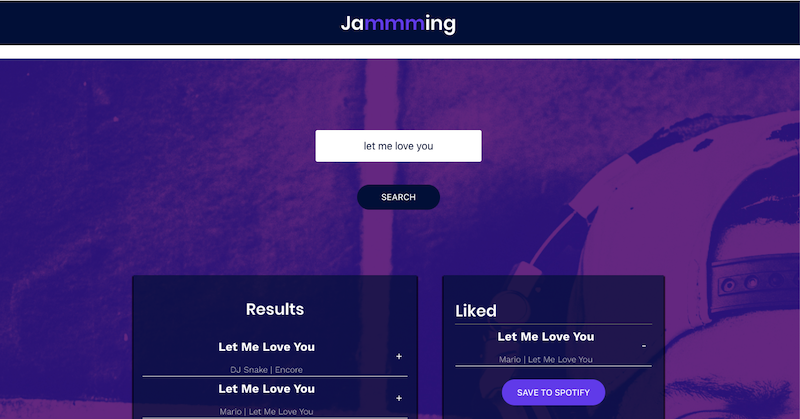 Jammming
let me love you
SEARCH
Results
Let Me Love You
+
DJ Snake | Encore
Let Me Love You
+
Mario | Let Me Love You
Liked
Let Me Love You
-
Mario | Let Me Love You
SAVE TO SPOTIFY